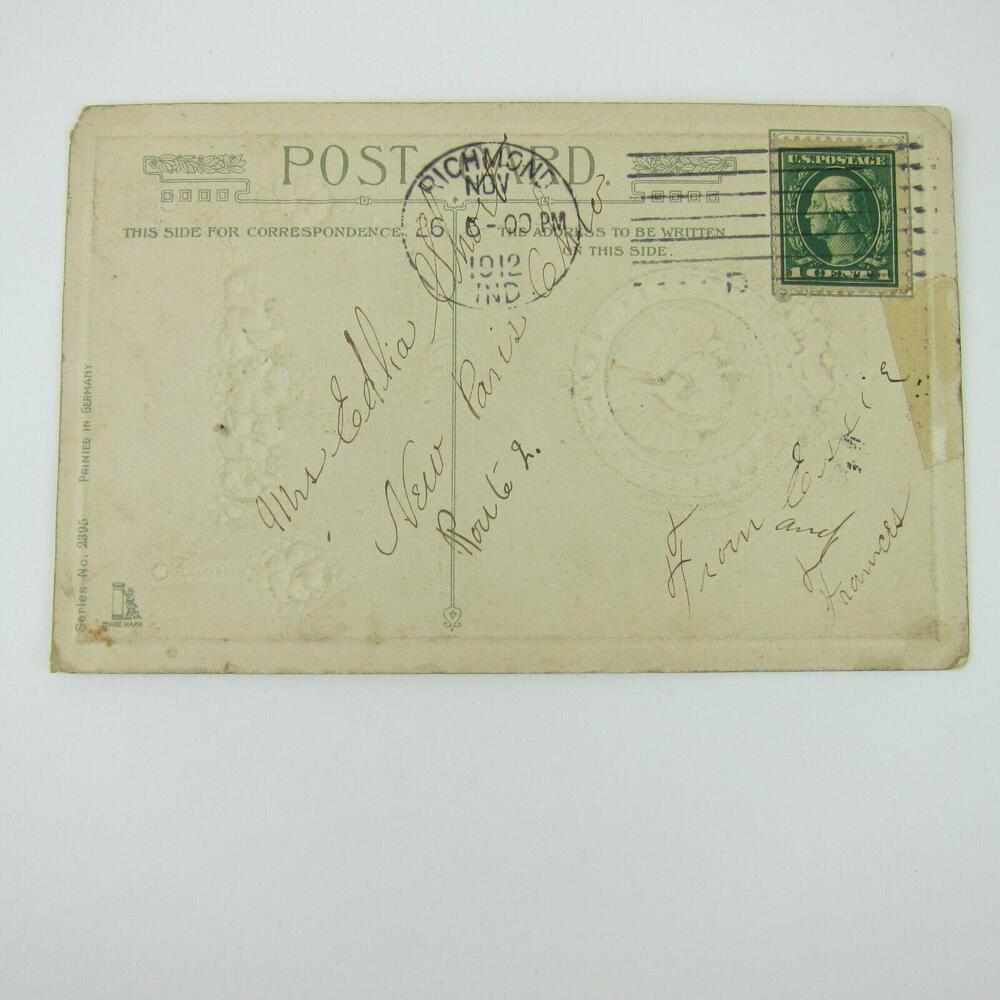 POST CARD.
THIS SIDE FOR CORRESPONDENCE.
THE ADDRESS TO BE WRITTEN
ON THIS SIDE.
RICHMOND
NOV
26 6-00 PM
1912
IND
D
U.S. POSTAGE
1 CENT 1
Mrs
New Paris Ohio
Route 2.
From Essie
and
Frances
Series No. 2395 PRINTED IN GERMANY
TRADE MARK